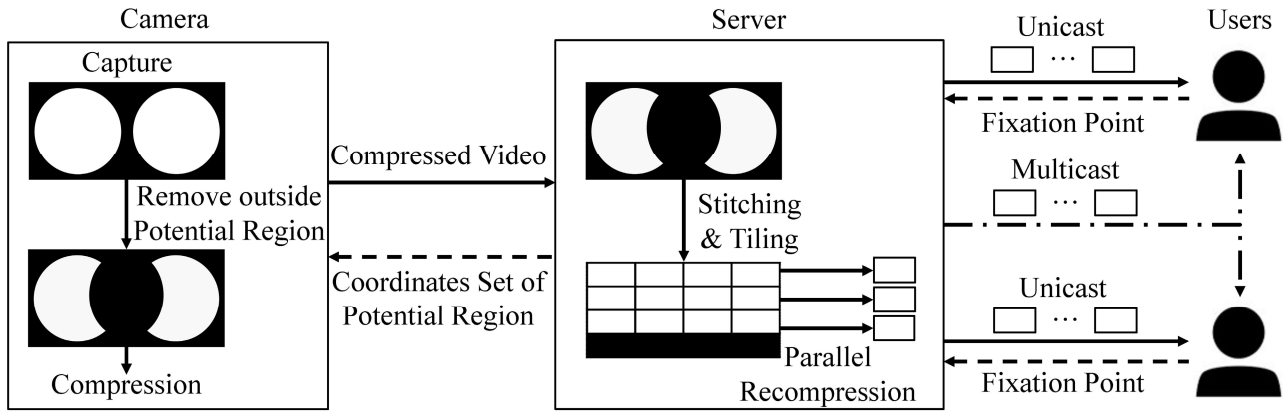 Camera
Capture
Remove outside
Potential Region
Compression
Compressed Video
Coordinates Set of
Potential Region
Server
Stitching
& Tiling
Parallel
Recompression
Users
Unicast
...
Fixation Point
Multicast
...
Unicast
...
Fixation Point